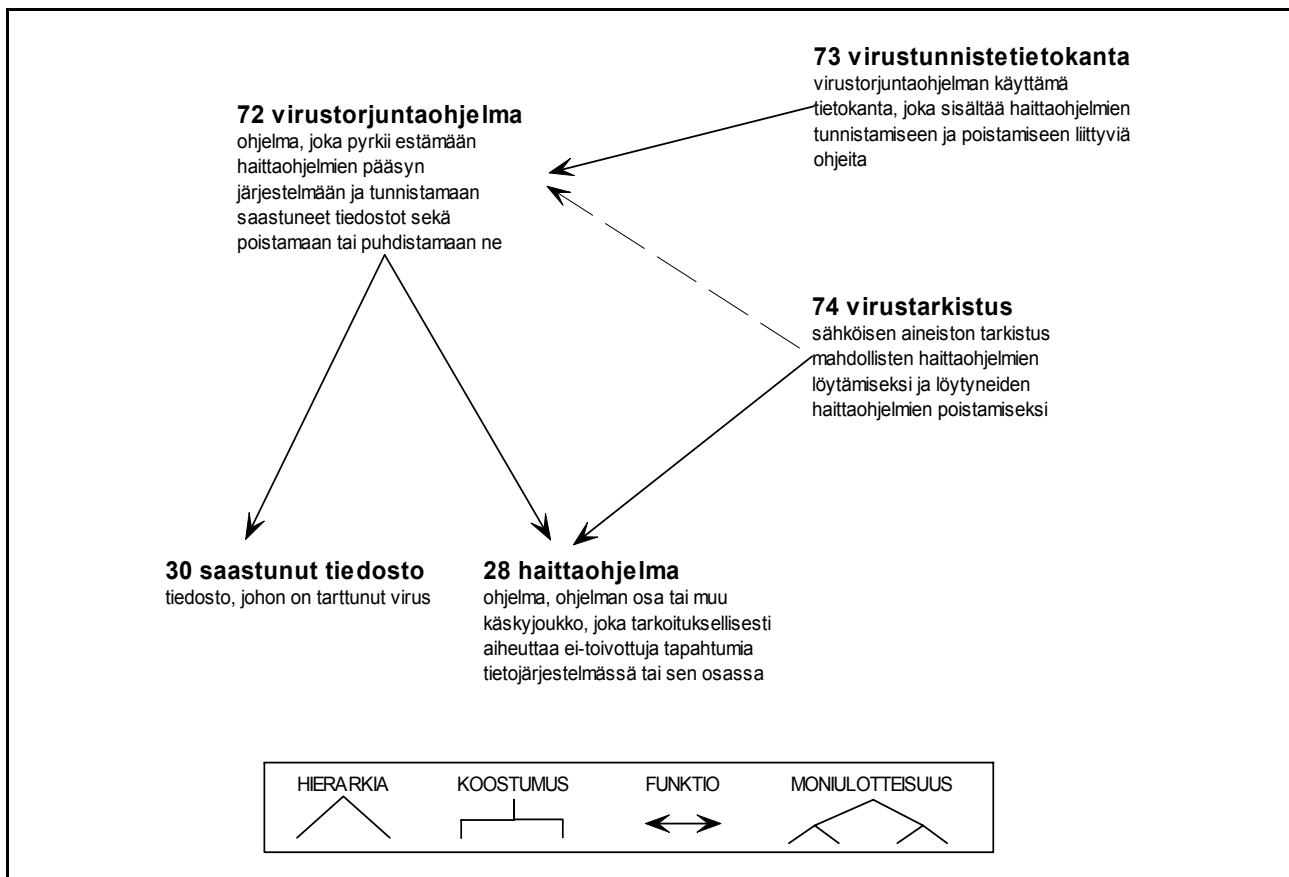 73 virustunnistetietokanta
virustorjuntaohjelman käyttämä
tietokanta, joka sisältää haittaohjelmien
tunnistamiseen ja poistamiseen liittyviä
ohjeita
72 virustorjuntaohjelma
ohjelma, joka pyrkii estämään
haittaohjelmien pääsyn
järjestelmään ja tunnistamaan
saastuneet tiedostot sekä
poistamaan tai puhdistamaan ne
74 virustarkistus
sähköisen aineiston tarkistus
mahdollisten haittaohjelmien
löytämiseksi ja löytyneiden
haittaohjelmien poistamiseksi
30 saastunut tiedosto
tiedosto, johon on tarttunut virus
28 haittaohjelma
ohjelma, ohjelman osa tai muu
käskyjoukko, joka tarkoituksellisesti
aiheuttaa ei-toivottuja tapahtumia
tietojärjestelmässä tai sen osassa
HIERARKIA KOOSTUMUS FUNKTIO MONIULOTTEISUUS